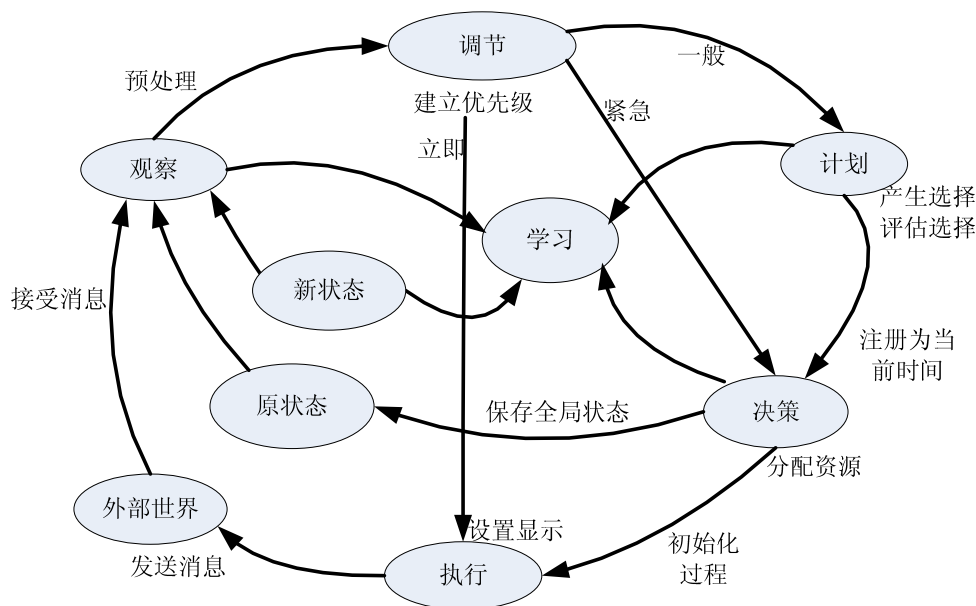 调节
一般
预处理
建立优先级
紧急
立即
观察
计划
产生选择
评估选择
学习
新状态
接受消息
注册为当
前时间
原状态
保存全局状态
决策
分配资源
外部世界
设置显示
初始化
过程
发送消息
执行